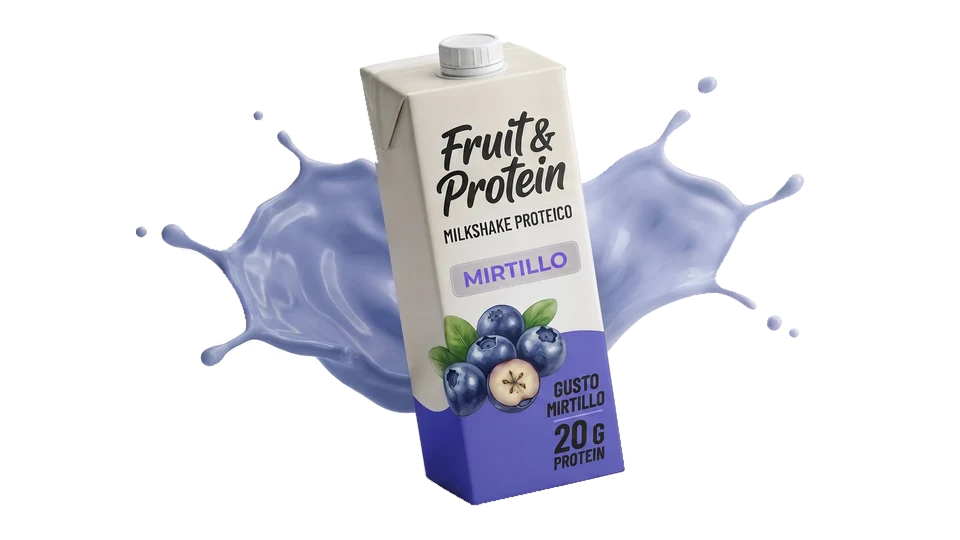 Fruit &
Protein
MILKSHAKE PROTEICO
MIRTILLO
GUSTO
MIRTILLO
20 G
PROTEIN